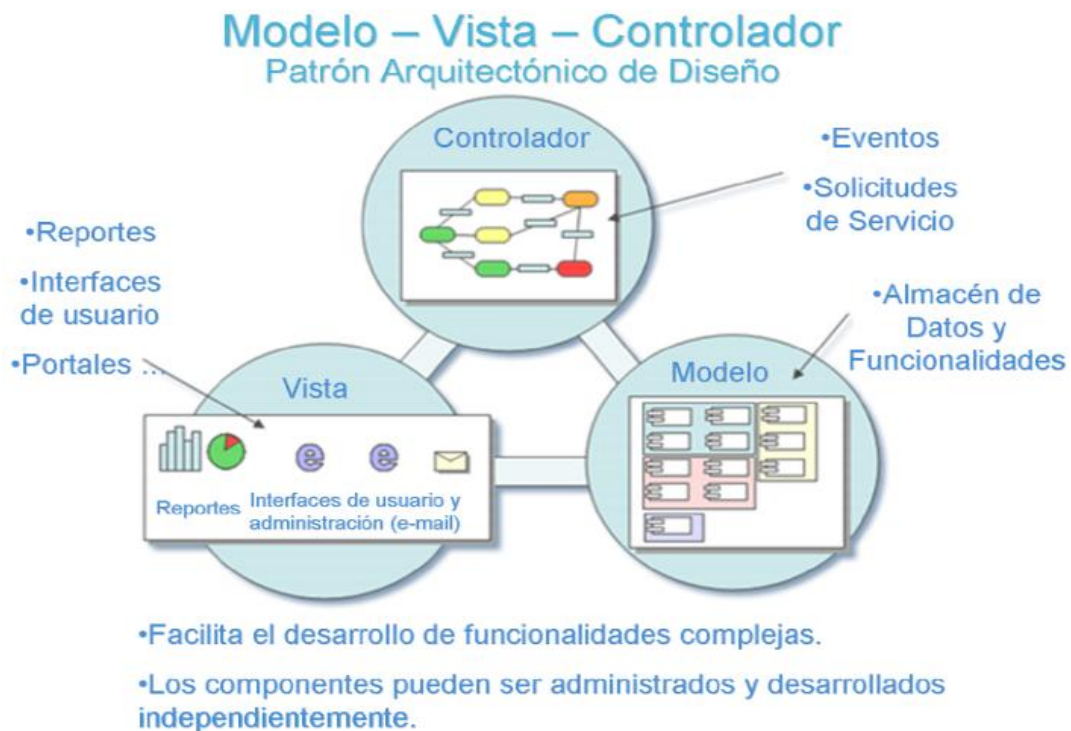 Modelo – Vista – Controlador
Patrón Arquitectónico de Diseño
Controlador
•Eventos
•Solicitudes
de Servicio
•Reportes
•Interfaces
de usuario
•Portales ...
•Almacén de
Datos y
Funcionalidades
Vista
Modelo
Reportes
Interfaces de usuario y
administración (e-mail)
•Facilita el desarrollo de funcionalidades complejas.
•Los componentes pueden ser administrados y desarrollados
independientemente.